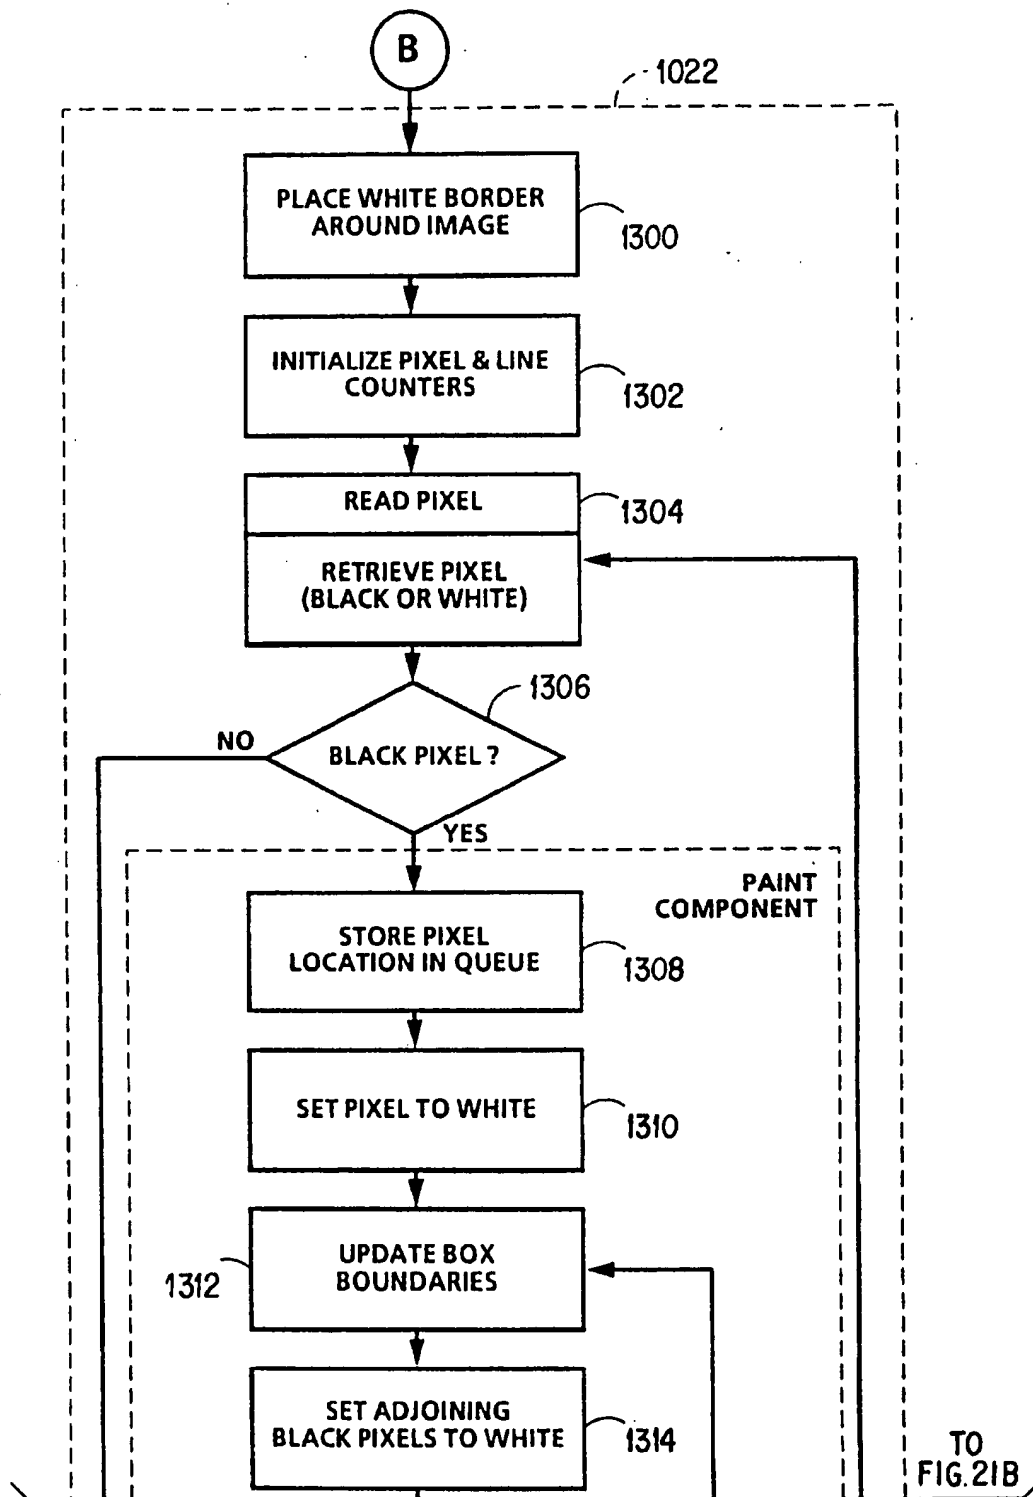 B
1022
PLACE WHITE BORDER
AROUND IMAGE
1300
INITIALIZE PIXEL & LINE
COUNTERS
1302
READ PIXEL
1304
RETRIEVE PIXEL
(BLACK OR WHITE)
1306
NO
BLACK PIXEL ?
YES
PAINT
COMPONENT
STORE PIXEL
LOCATION IN QUEUE
1308
SET PIXEL TO WHITE
1310
UPDATE BOX
BOUNDARIES
1312
SET ADJOINING
BLACK PIXELS TO WHITE
1314
TO
FIG.21B